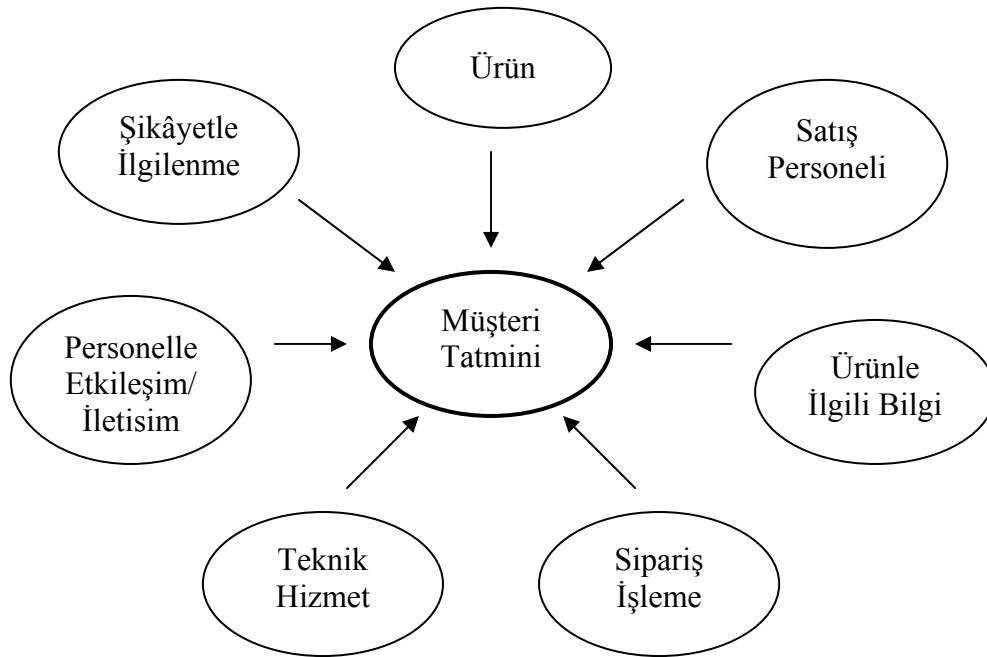 Ürün
Şikâyetle
İlgilenme
Satış
Personeli
Müşteri
Tatmini
Personelle
Etkileşim/
İletisim
Ürünle
İlgili Bilgi
Teknik
Hizmet
Sipariş
İşleme